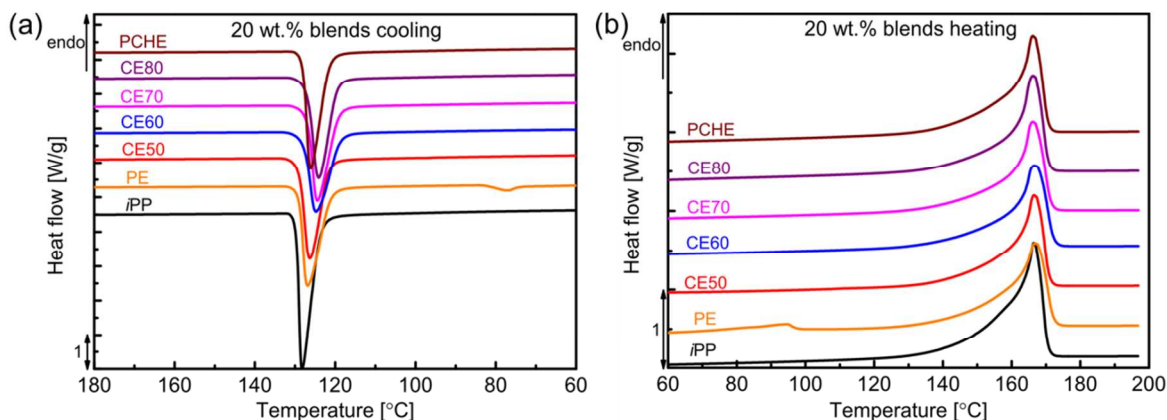 (a)
20 wt.% blends cooling
endo
PCHE
CE80
CE70
CE60
CE50
PE
iPP
1
Heat flow [W/g]
180 160 140 120 100 80 60
Temperature [°C]
(b)
20 wt.% blends heating
endo
PCHE
CE80
CE70
CE60
CE50
PE
iPP
1
Heat flow [W/g]
60 80 100 120 140 160 180 200
Temperature [°C]